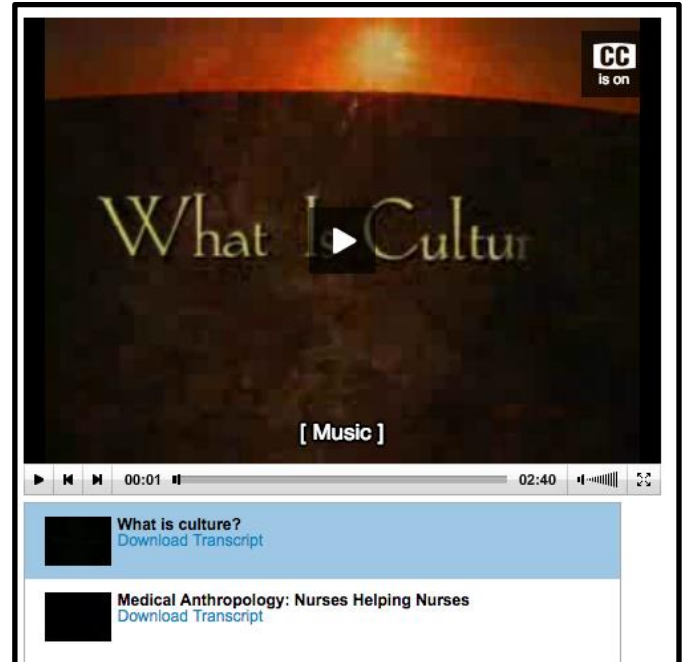 CC
is on
What Is Cultur
[ Music ]
00:01 02:40
What is culture?
Download Transcript
Medical Anthropology: Nurses Helping Nurses
Download Transcript